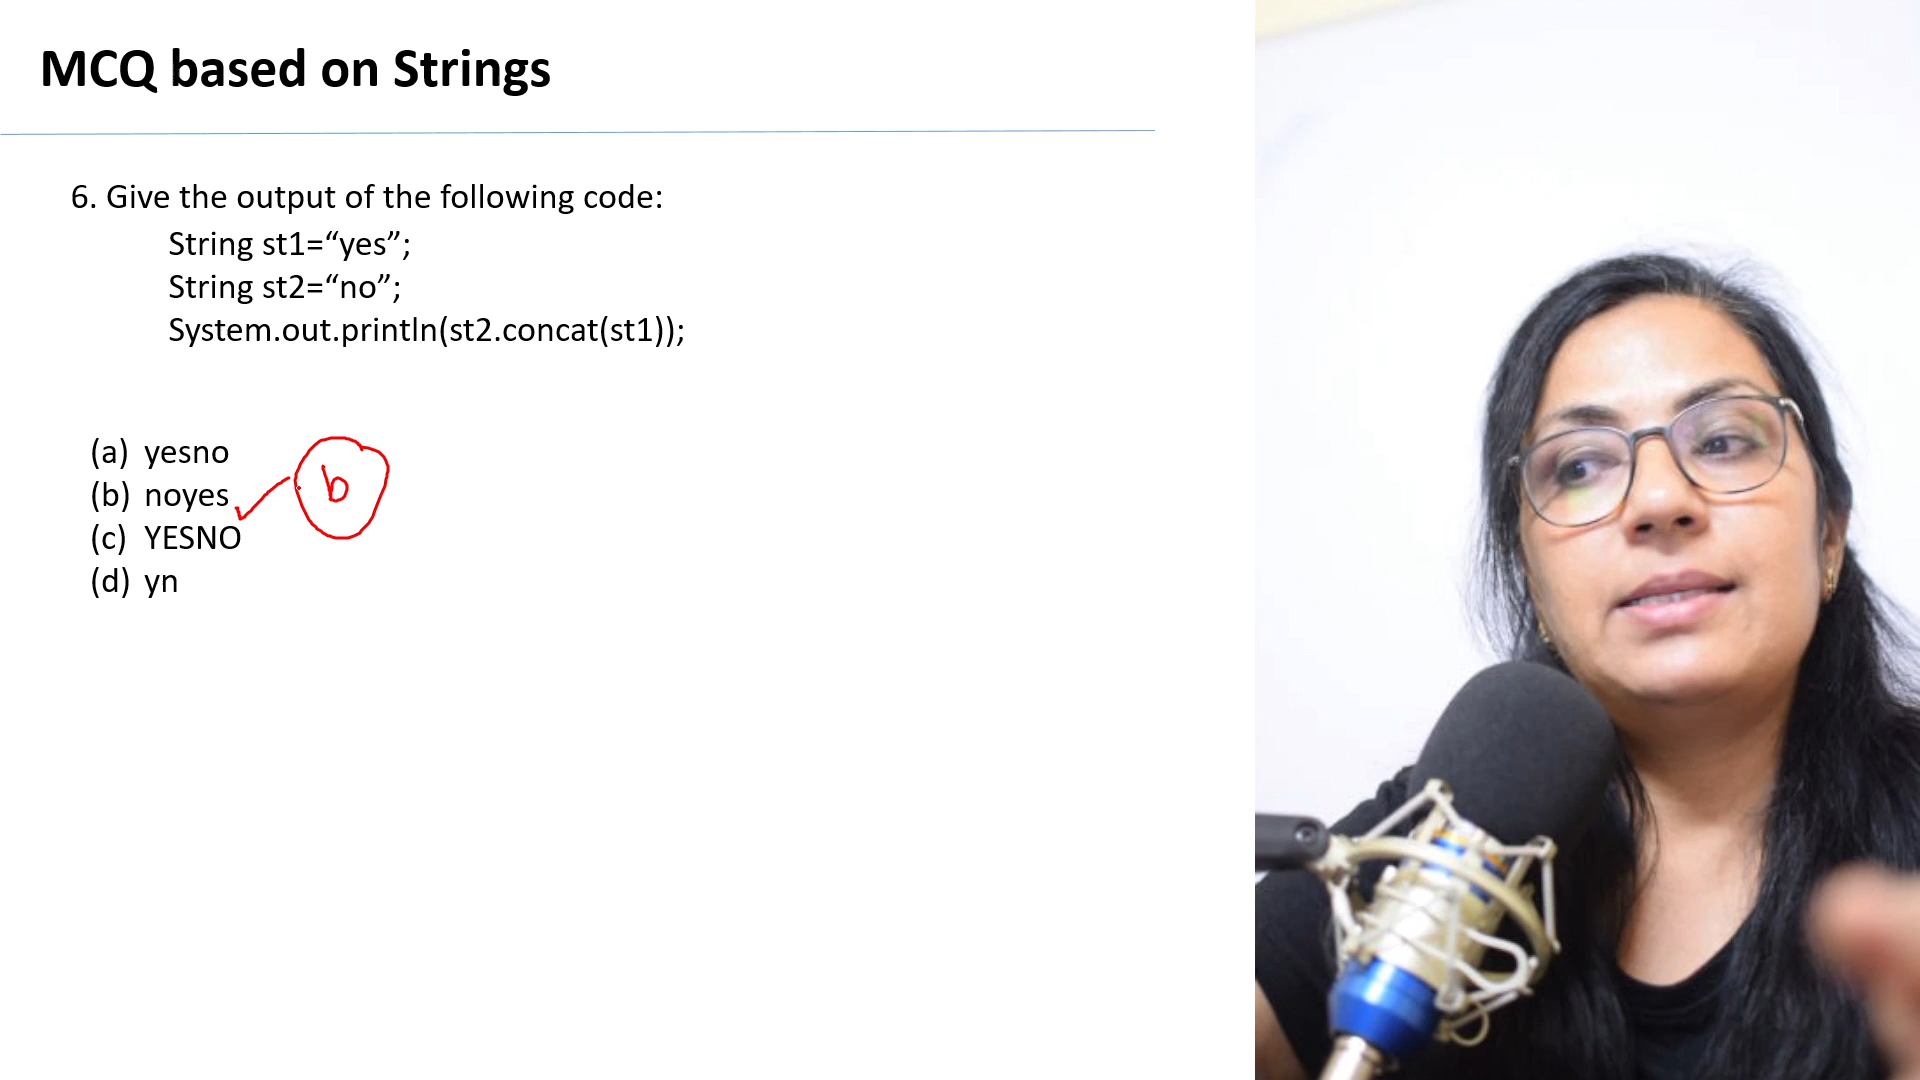 MCQ based on Strings
6. Give the output of the following code:
String st1=“yes”;
String st2=“no”;
System.out.println(st2.concat(st1));
(a) yesno
(b) noyes
b
(c) YESNO
(d) yn